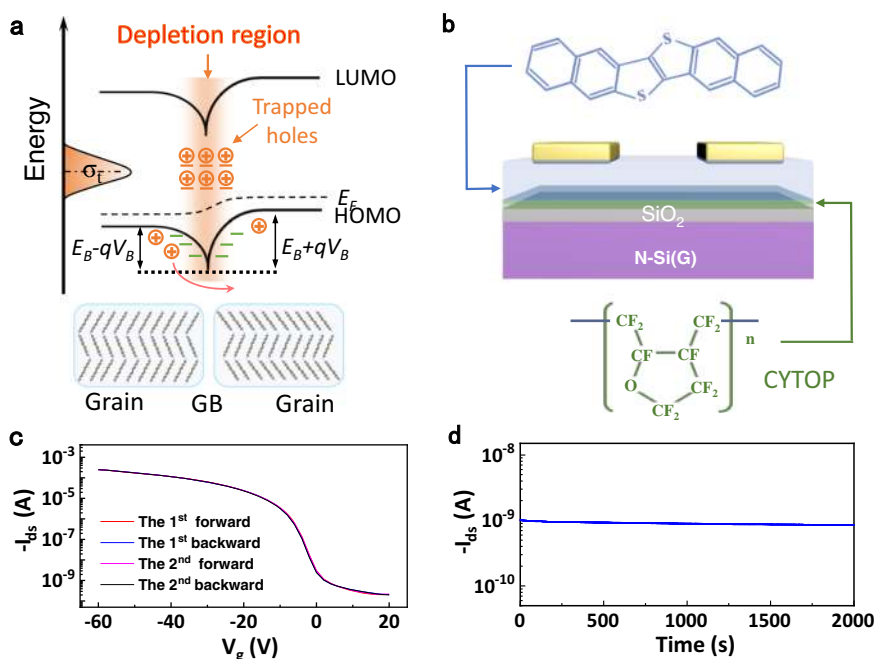 a
Depletion region
LUMO
Trapped
holes
Energy
σf
EF
HOMO
EB-qVB
EB+qVB
Grain
GB
Grain
b
S
S
SiO2
N-Si(G)
CF2
CF2
n
CF
CF
O
CF2
CF2
CYTOP
c
-Ids (A)
10-3
10-5
10-7
10-9
The 1st forward
The 1st backward
The 2nd forward
The 2nd backward
-60
-40
-20
0
20
Vg (V)
d
-Ids (A)
10-8
10-9
10-10
0
500
1000
1500
2000
Time (s)